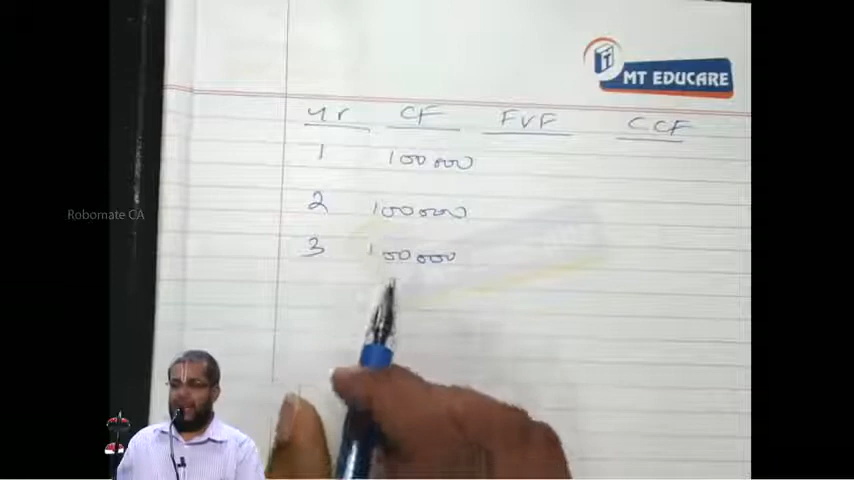 MT EDUCARE
Yr CF FVF CCF
1 100000
2 100000
3 100000
Robomate CA